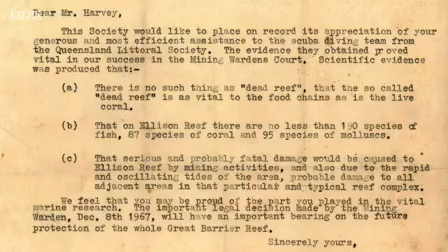 BBC
Dear Mr. Harvey,
This Society would like to place on record its appreciation of your
generous and most efficient assistance to the scuba diving team from
the Queensland Littoral Society. The evidence they obtained proved
vital in our success in the Mining Wardens Court. Scientific evidence
was produced that:-
(a) There is no such thing as "dead reef", that the so called
"dead reef" is as vital to the food chains as is the live
coral.
(b) That on Ellison Reef there are no less than 190 species of
fish, 87 species of coral and 95 species of molluscs.
(c) That serious and probably fatal damage would be caused to
Ellison Reef by mining activities, and also due to the rapid
and oscillating tides of the area, probable damage to all
adjacent areas in that particular and typical reef complex.
We feel that you may be proud of the part you played in the vital
marine research. The important legal decision made by the Mining
Warden, Dec. 8th 1967, will have an important bearing on the future
protection of the whole Great Barrier Reef.
Sincerely yours,